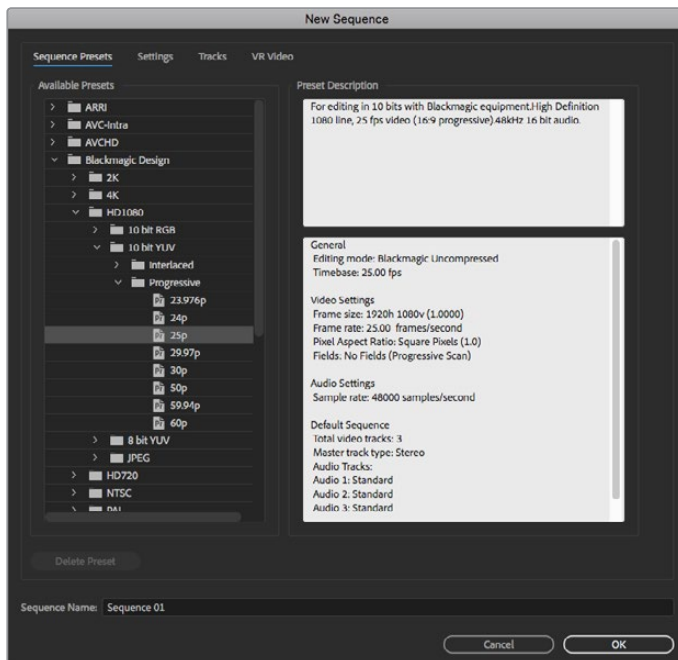 New Sequence
Sequence Presets Settings Tracks VR Video
Available Presets
ARRI
AVC-Intra
AVCHD
Blackmagic Design
2K
4K
HD1080
10 bit RGB
10 bit YUV
Interlaced
Progressive
23.976p
24p
25p
29.97p
30p
50p
59.94p
60p
8 bit YUV
JPEG
HD720
NTSC
PAL
Delete Preset
Preset Description
For editing in 10 bits with Blackmagic equipment.High Definition
1080 line, 25 fps video (16:9 progressive).48kHz 16 bit audio.
General
Editing mode: Blackmagic Uncompressed
Timebase: 25.00 fps
Video Settings
Frame size: 1920h 1080v (1.0000)
Frame rate: 25.00 frames/second
Pixel Aspect Ratio: Square Pixels (1.0)
Fields: No Fields (Progressive Scan)
Audio Settings
Sample rate: 48000 samples/second
Default Sequence
Total video tracks: 3
Master track type: Stereo
Audio Tracks:
Audio 1: Standard
Audio 2: Standard
Audio 3: Standard
Sequence Name: Sequence 01
Cancel OK